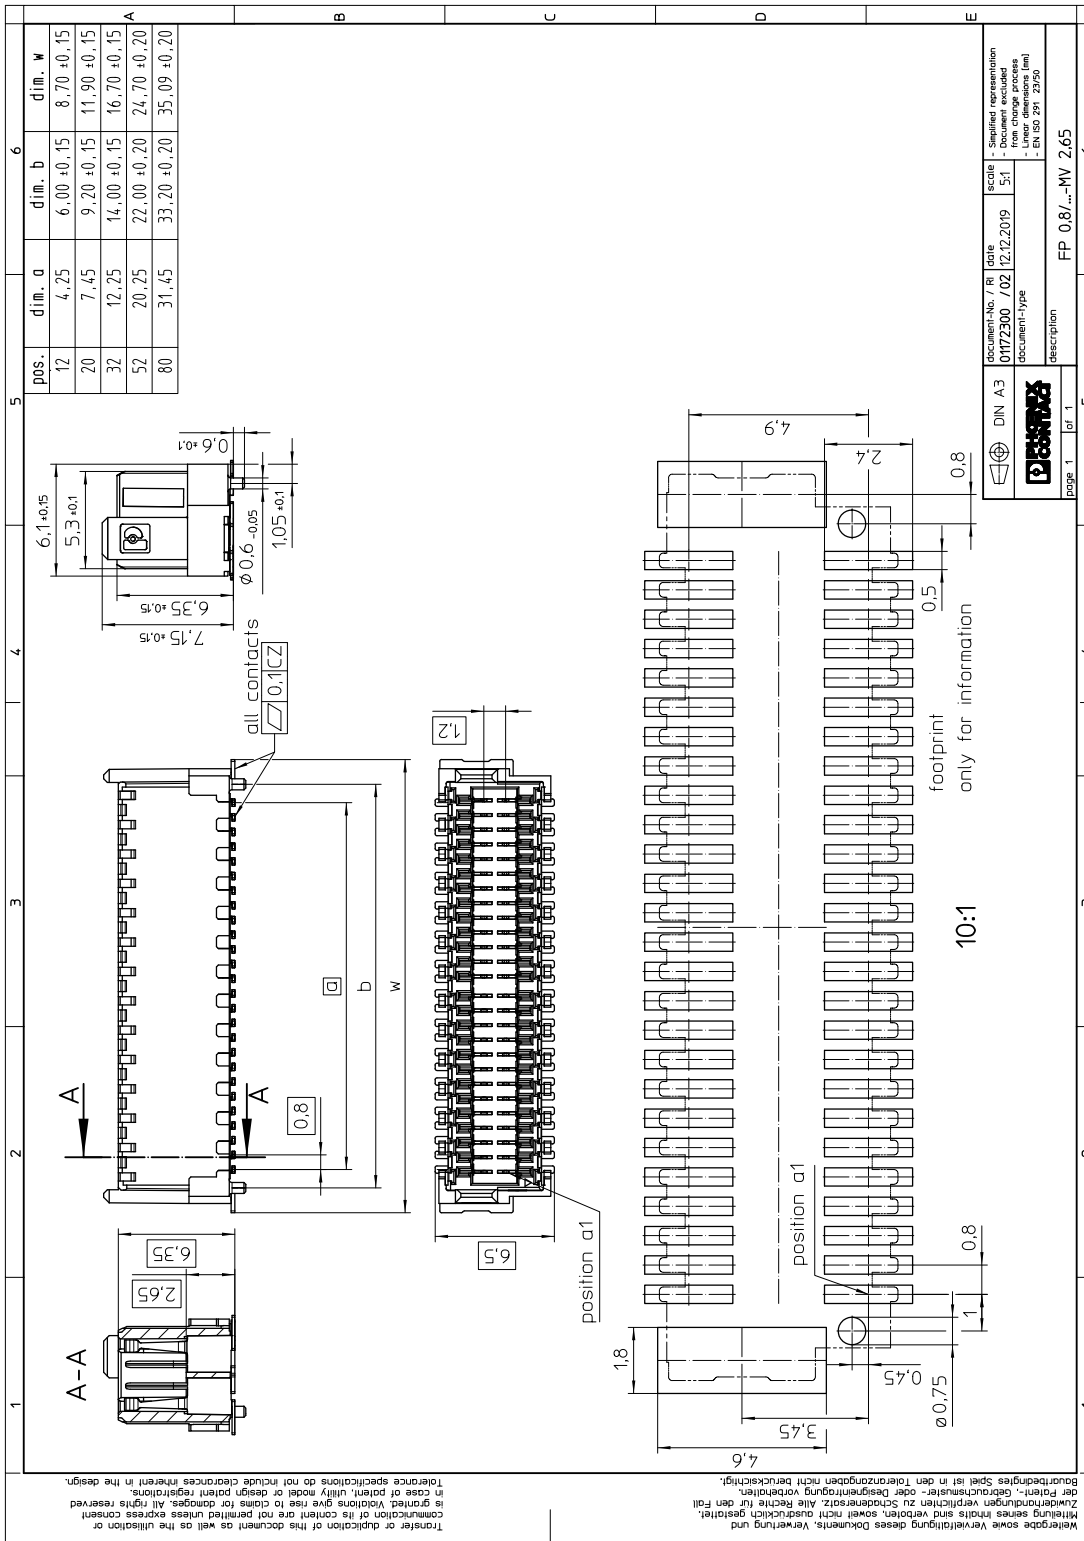 pos. dim. a dim. b dim. w
12 4,25 6,00 ±0,15 8,70 ±0,15
20 7,45 9,20 ±0,15 11,90 ±0,15
32 12,25 14,00 ±0,15 16,70 ±0,15
52 20,25 22,00 ±0,20 24,70 ±0,20
80 31,45 33,20 ±0,20 35,09 ±0,20
A-A
6,35
2,65
A
A
0,8
a
b
w
all contacts
0,1CZ
6,1 ±0,15
5,3 ±0,1
7,15 ±0,15
6,35 ±0,15
0,6 ±0,1
ø0,6 -0,05
1,05 ±0,1
6,5
1,2
position a1
4,6
3,45
1,8
ø0,75
0,45
1
0,8
position a1
10:1
footprint
only for information
0,5
0,8
2,4
4,9
DIN A3
PHOENIX
CONTACT
page 1 of 1
document-No. / RI
01172300 / 02
date
12.12.2019
scale
5:1
- Simplified representation
- Document excluded
from change process
- Linear dimensions [mm]
- EN ISO 291 23/50
document-type
description
FP 0,8/...-MV 2,65
Transfer or duplication of this document as well as the utilisation or
communication of its content are not permitted unless express consent
is granted. Violations give rise to claims for damages. All rights reserved
in case of patent, utility model or design patent registrations.
Tolerance specifications do not include clearances inherent in the design.
Weitergabe sowie Vervielfältigung dieses Dokuments, Verwertung und
Mitteilung seines Inhalts sind verboten, soweit nicht ausdrücklich gestattet.
Zuwiderhandlungen verpflichten zu Schadenersatz. Alle Rechte für den Fall
der Patent-, Gebrauchsmuster- oder Designeintragung vorbehalten.
Bauartbedingtes Spiel ist in den Toleranzangaben nicht berücksichtigt.
1 2 3 4 5 6
A B C D E